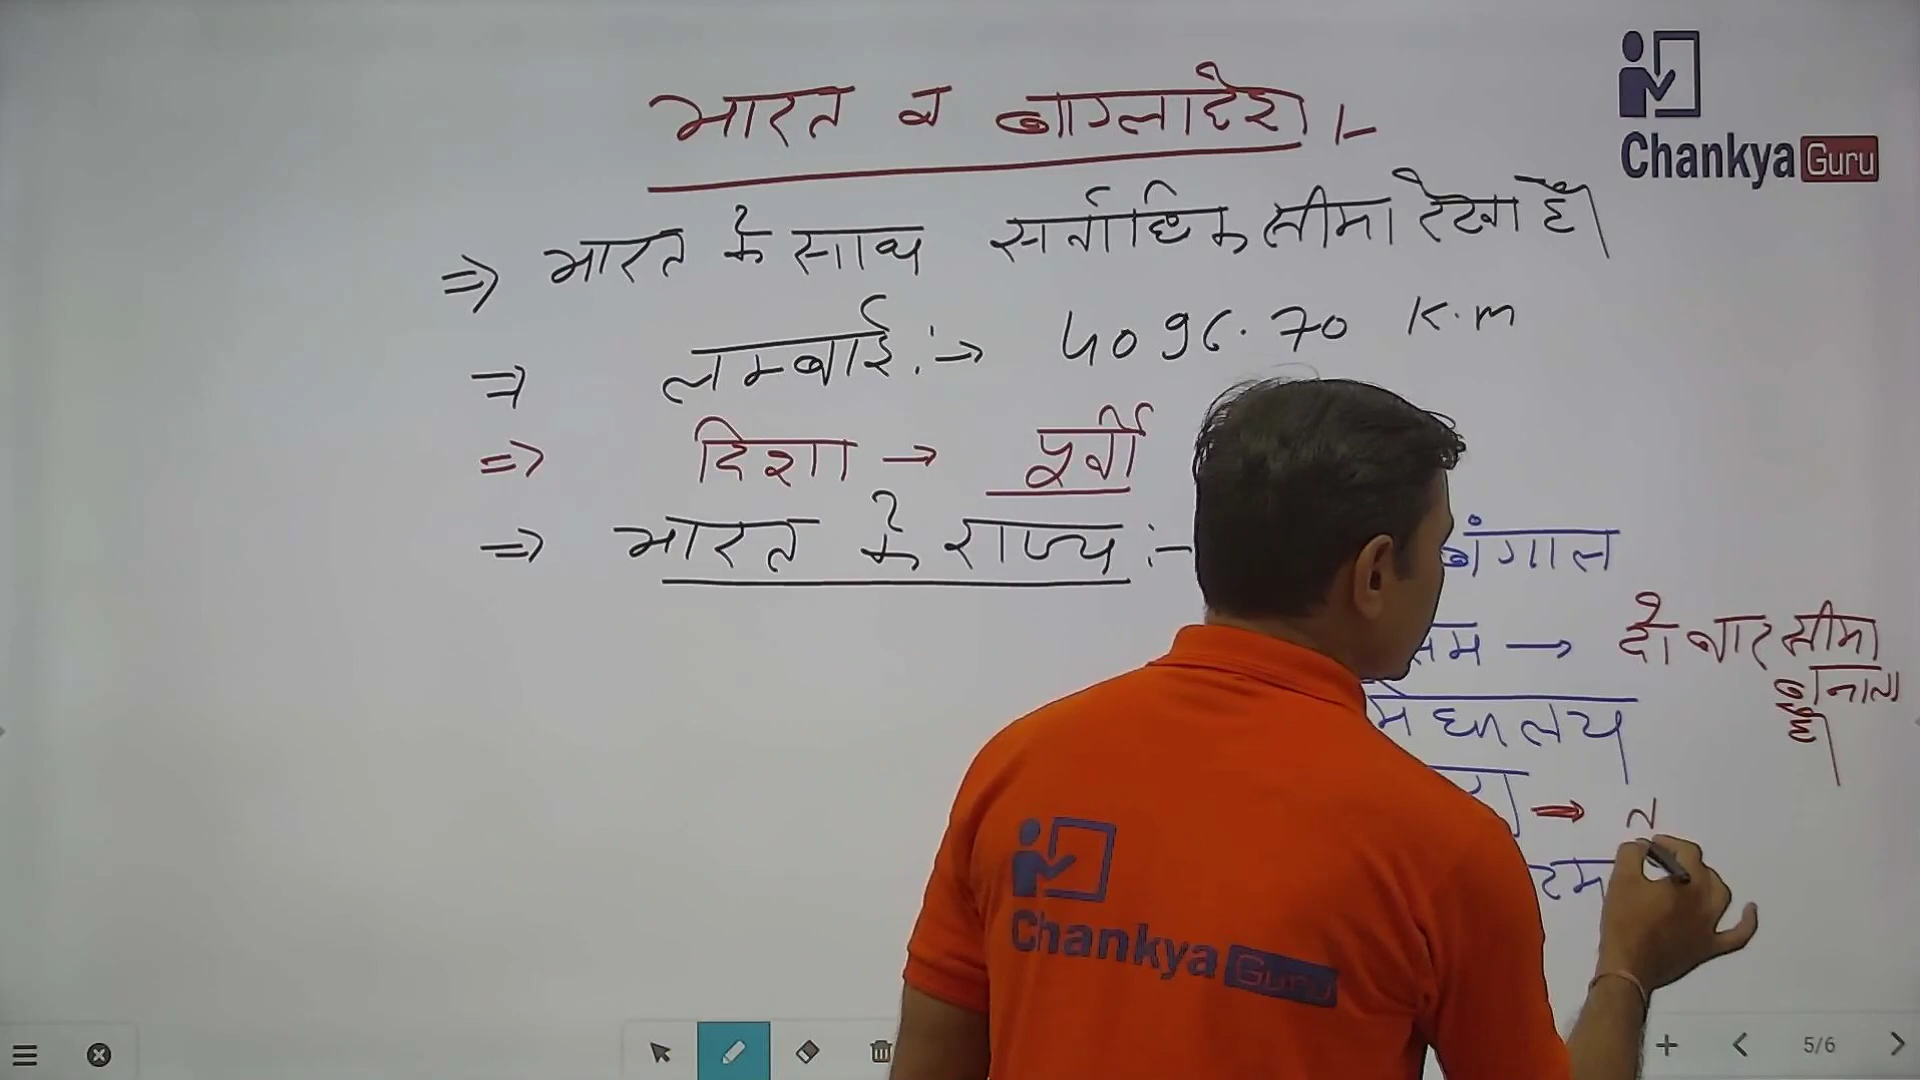 Chankya Guru
भारत व बाग्लादेश :-
=> भारत के साथ सर्वाधिक सीमा रेखा है।
=> लम्बाई :-> 4096.70 K.m
=> दिशा -> पूर्वी
=> भारत के राज्य :- बंगाल
सम -> दो बार सीमा
बनाता
है।
मेघालय
->
Chankya Guru
5/6